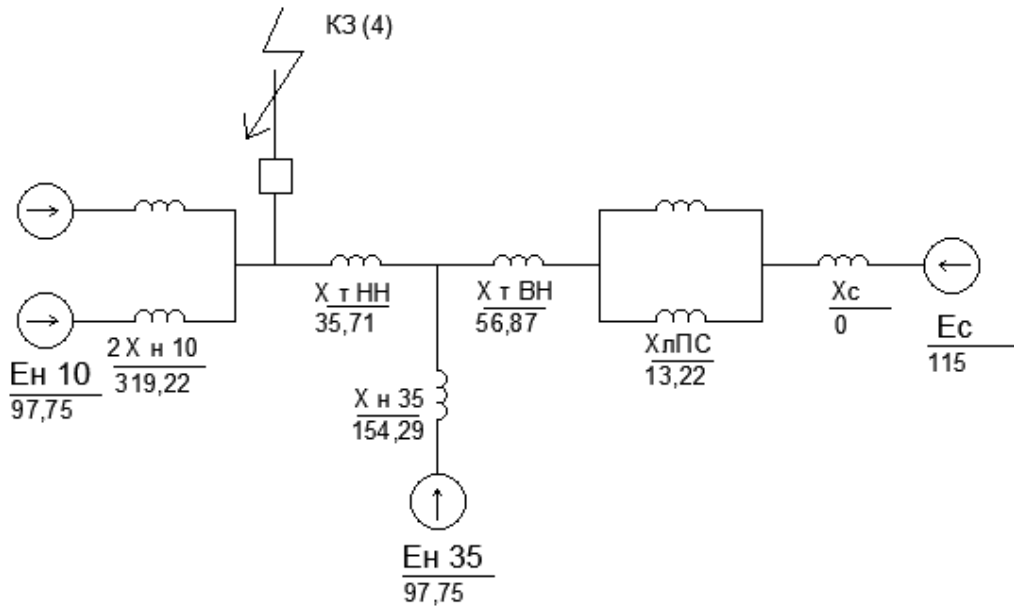 КЗ (4)
Х т НН
35,71
Х т ВН
56,87
Хс
0
Ес
115
ХлПС
13,22
2 Х н 10
319,22
Ен 10
97,75
Х н 35
154,29
Ен 35
97,75